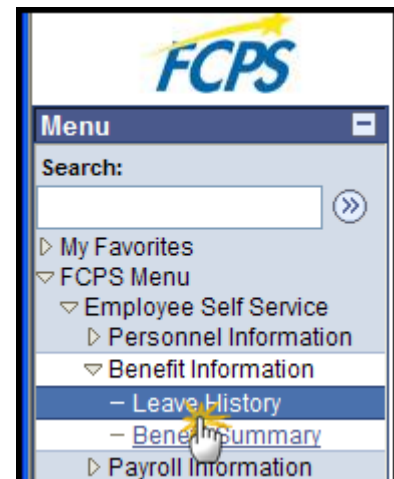 FCPS
Menu
Search:
My Favorites
FCPS Menu
Employee Self Service
Personnel Information
Benefit Information
– Leave History
– Benefit Summary
Payroll Information